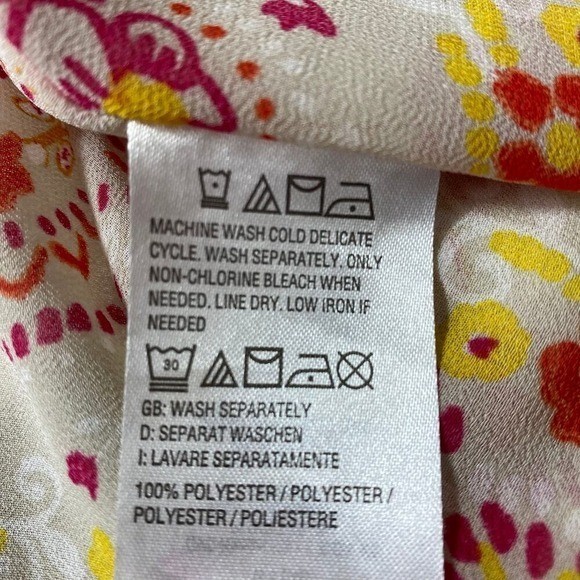 MACHINE WASH COLD DELICATE
CYCLE. WASH SEPARATELY. ONLY
NON-CHLORINE BLEACH WHEN
NEEDED. LINE DRY. LOW IRON IF
NEEDED
30
GB: WASH SEPARATELY
D: SEPARAT WASCHEN
I: LAVARE SEPARATAMENTE
100% POLYESTER / POLYESTER /
POLYESTER / POLIESTERE